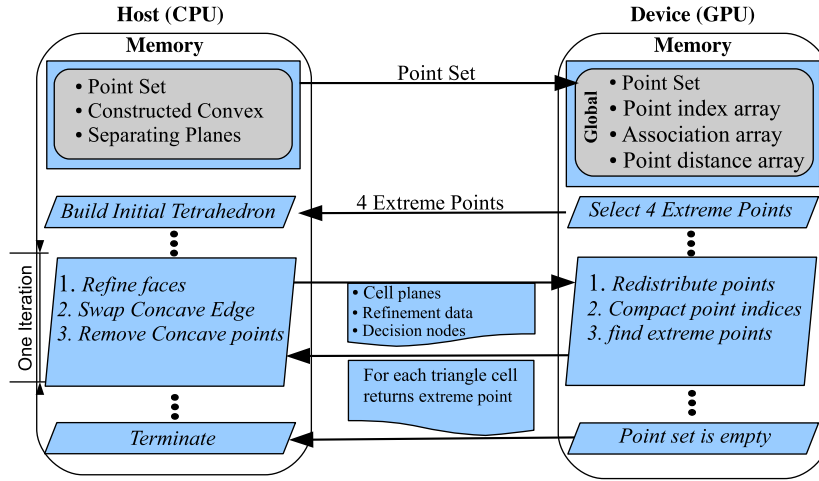 Host (CPU)
Device (GPU)
Memory
Memory
• Point Set
• Constructed Convex
• Separating Planes
Point Set
Global
• Point Set
• Point index array
• Association array
• Point distance array
Build Initial Tetrahedron
4 Extreme Points
Select 4 Extreme Points
One Iteration
1. Refine faces
2. Swap Concave Edge
3. Remove Concave points
• Cell planes
• Refinement data
• Decision nodes
1. Redistribute points
2. Compact point indices
3. find extreme points
For each triangle cell
returns extreme point
Terminate
Point set is empty